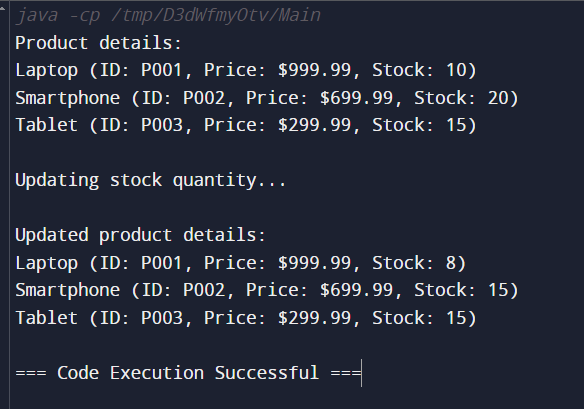 java -cp /tmp/D3dWfmyOtv/Main
Product details:
Laptop (ID: P001, Price: $999.99, Stock: 10)
Smartphone (ID: P002, Price: $699.99, Stock: 20)
Tablet (ID: P003, Price: $299.99, Stock: 15)
Updating stock quantity...
Updated product details:
Laptop (ID: P001, Price: $999.99, Stock: 8)
Smartphone (ID: P002, Price: $699.99, Stock: 15)
Tablet (ID: P003, Price: $299.99, Stock: 15)
=== Code Execution Successful ===